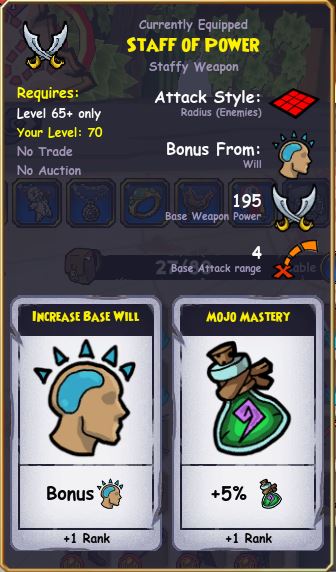 Currently Equipped
STAFF OF POWER
Staffy Weapon
Requires:
Level 65+ only
Your Level: 70
No Trade
No Auction
Attack Style:
Radius (Enemies)
Bonus From:
Will
195
Base Weapon Power
4
Base Attack range
INCREASE BASE WILL
Bonus
+1 Rank
MOJO MASTERY
+5%
+1 Rank